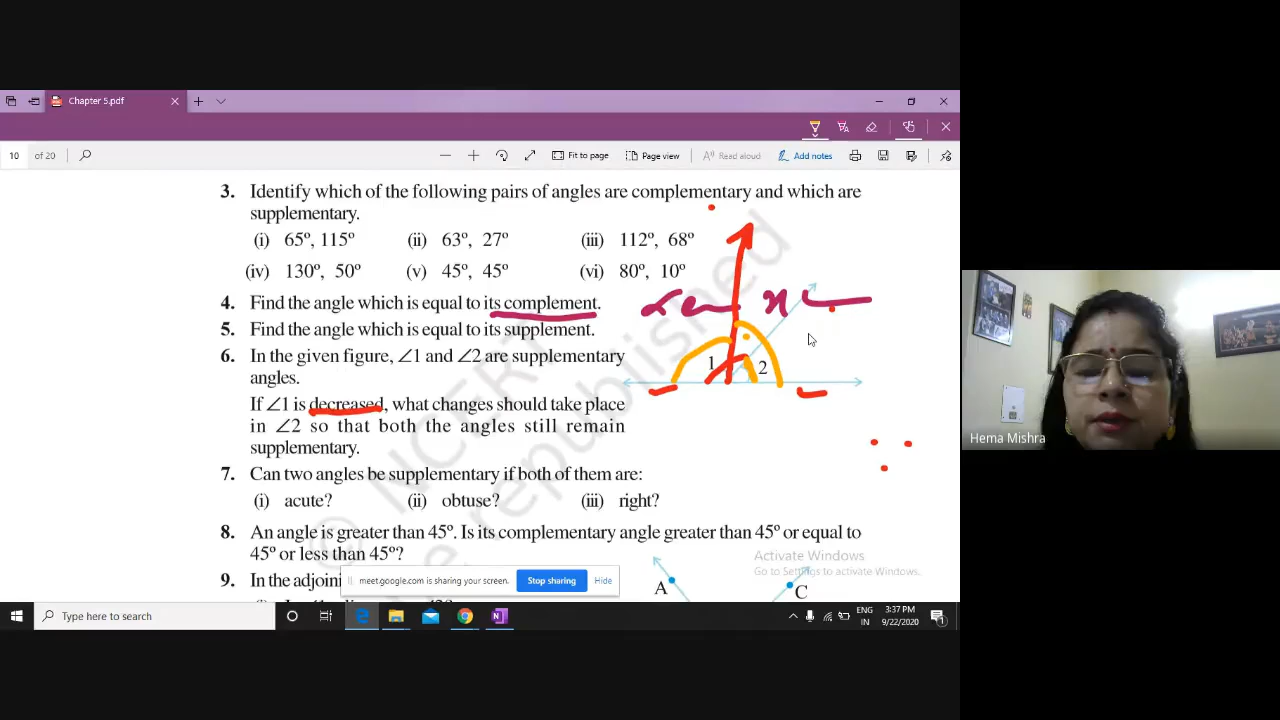 Chapter 5.pdf
10 of 20
Fit to page
Page view
Read aloud
Add notes
3. Identify which of the following pairs of angles are complementary and which are
supplementary.
(i) 65º, 115º (ii) 63º, 27º (iii) 112º, 68º
(iv) 130º, 50º (v) 45º, 45º (vi) 80º, 10º
4. Find the angle which is equal to its complement.
5. Find the angle which is equal to its supplement.
6. In the given figure, ∠1 and ∠2 are supplementary
angles.
If ∠1 is decreased, what changes should take place
in ∠2 so that both the angles still remain
supplementary.
1 2
7. Can two angles be supplementary if both of them are:
(i) acute? (ii) obtuse? (iii) right?
8. An angle is greater than 45º. Is its complementary angle greater than 45º or equal to
45º or less than 45º?
9. In the adjoini
A
C
© NCERT
be republished
Activate Windows
Go to Settings to activate Windows.
meet.google.com is sharing your screen.
Stop sharing
Hide
Type here to search
ENG
IN
3:37 PM
9/22/2020
1
Hema Mishra